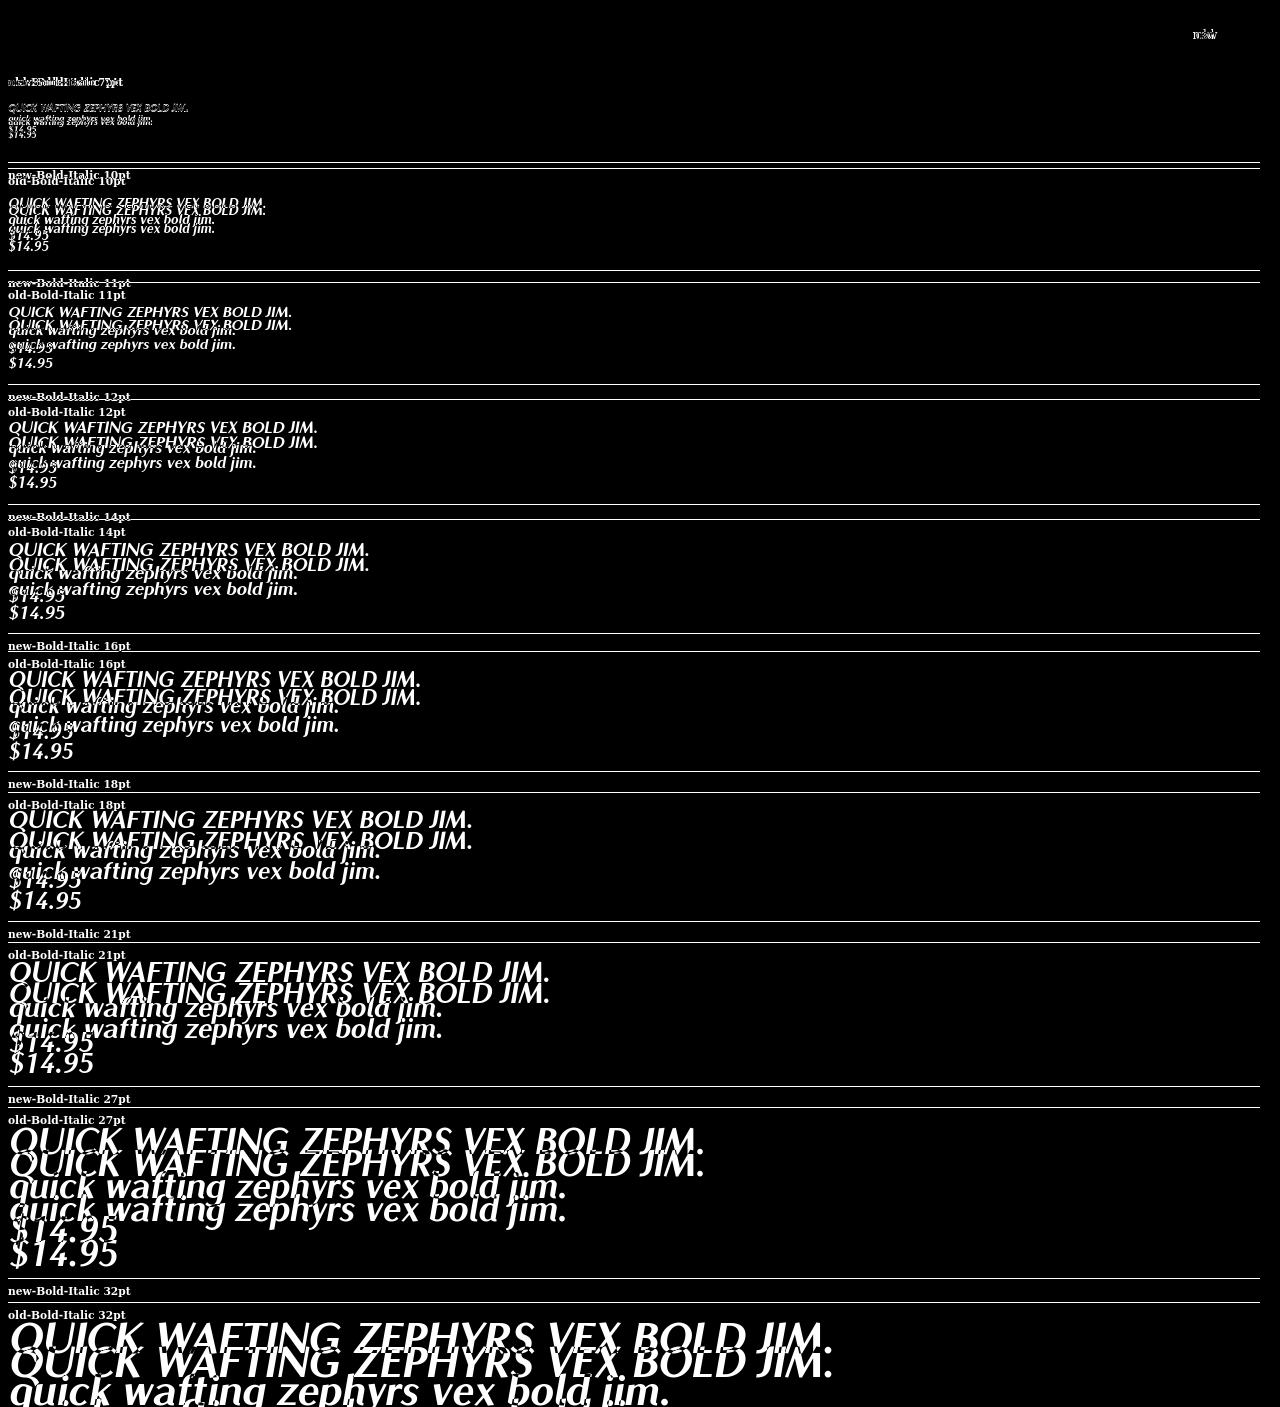 QUICK WAFTING ZEPHYRS VEX BOLD JIM.
quick wafting zephyrs vex bold jim.
$14.95
$14.95
new-Bold-Italic 10pt
old-Bold-Italic 10pt
QUICK WAFTING ZEPHYRS VEX BOLD JIM.
QUICK WAFTING ZEPHYRS VEX BOLD JIM.
quick wafting zephyrs vex bold jim.
quick wafting zephyrs vex bold jim.
$14.95
$14.95
new-Bold-Italic 11pt
old-Bold-Italic 11pt
QUICK WAFTING ZEPHYRS VEX BOLD JIM.
QUICK WAFTING ZEPHYRS VEX BOLD JIM.
quick wafting zephyrs vex bold jim.
quick wafting zephyrs vex bold jim.
$14.95
$14.95
new-Bold-Italic 12pt
old-Bold-Italic 12pt
QUICK WAFTING ZEPHYRS VEX BOLD JIM.
QUICK WAFTING ZEPHYRS VEX BOLD JIM.
quick wafting zephyrs vex bold jim.
quick wafting zephyrs vex bold jim.
$14.95
$14.95
new-Bold-Italic 14pt
old-Bold-Italic 14pt
QUICK WAFTING ZEPHYRS VEX BOLD JIM.
QUICK WAFTING ZEPHYRS VEX BOLD JIM.
quick wafting zephyrs vex bold jim.
quick wafting zephyrs vex bold jim.
$14.95
$14.95
new-Bold-Italic 16pt
old-Bold-Italic 16pt
QUICK WAFTING ZEPHYRS VEX BOLD JIM.
QUICK WAFTING ZEPHYRS VEX BOLD JIM.
quick wafting zephyrs vex bold jim.
quick wafting zephyrs vex bold jim.
$14.95
$14.95
new-Bold-Italic 18pt
old-Bold-Italic 18pt
QUICK WAFTING ZEPHYRS VEX BOLD JIM.
QUICK WAFTING ZEPHYRS VEX BOLD JIM.
quick wafting zephyrs vex bold jim.
quick wafting zephyrs vex bold jim.
$14.95
$14.95
new-Bold-Italic 21pt
old-Bold-Italic 21pt
QUICK WAFTING ZEPHYRS VEX BOLD JIM.
QUICK WAFTING ZEPHYRS VEX BOLD JIM.
quick wafting zephyrs vex bold jim.
quick wafting zephyrs vex bold jim.
$14.95
$14.95
new-Bold-Italic 27pt
old-Bold-Italic 27pt
QUICK WAFTING ZEPHYRS VEX BOLD JIM.
QUICK WAFTING ZEPHYRS VEX BOLD JIM.
quick wafting zephyrs vex bold jim.
quick wafting zephyrs vex bold jim.
$14.95
$14.95
new-Bold-Italic 32pt
old-Bold-Italic 32pt
QUICK WAFTING ZEPHYRS VEX BOLD JIM.
QUICK WAFTING ZEPHYRS VEX BOLD JIM.
quick wafting zephyrs vex bold jim.